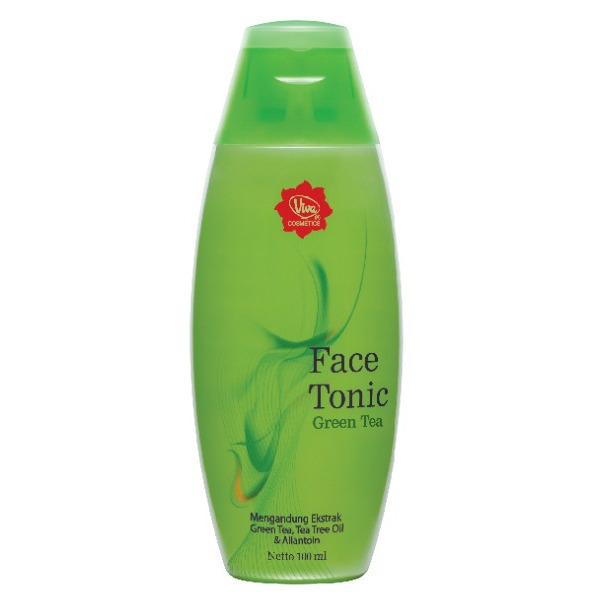 Viva
COSMETICS
Face
Tonic
Green Tea
Mengandung Ekstrak
Green Tea, Tea Tree Oil
& Allantoin
Netto 100 ml